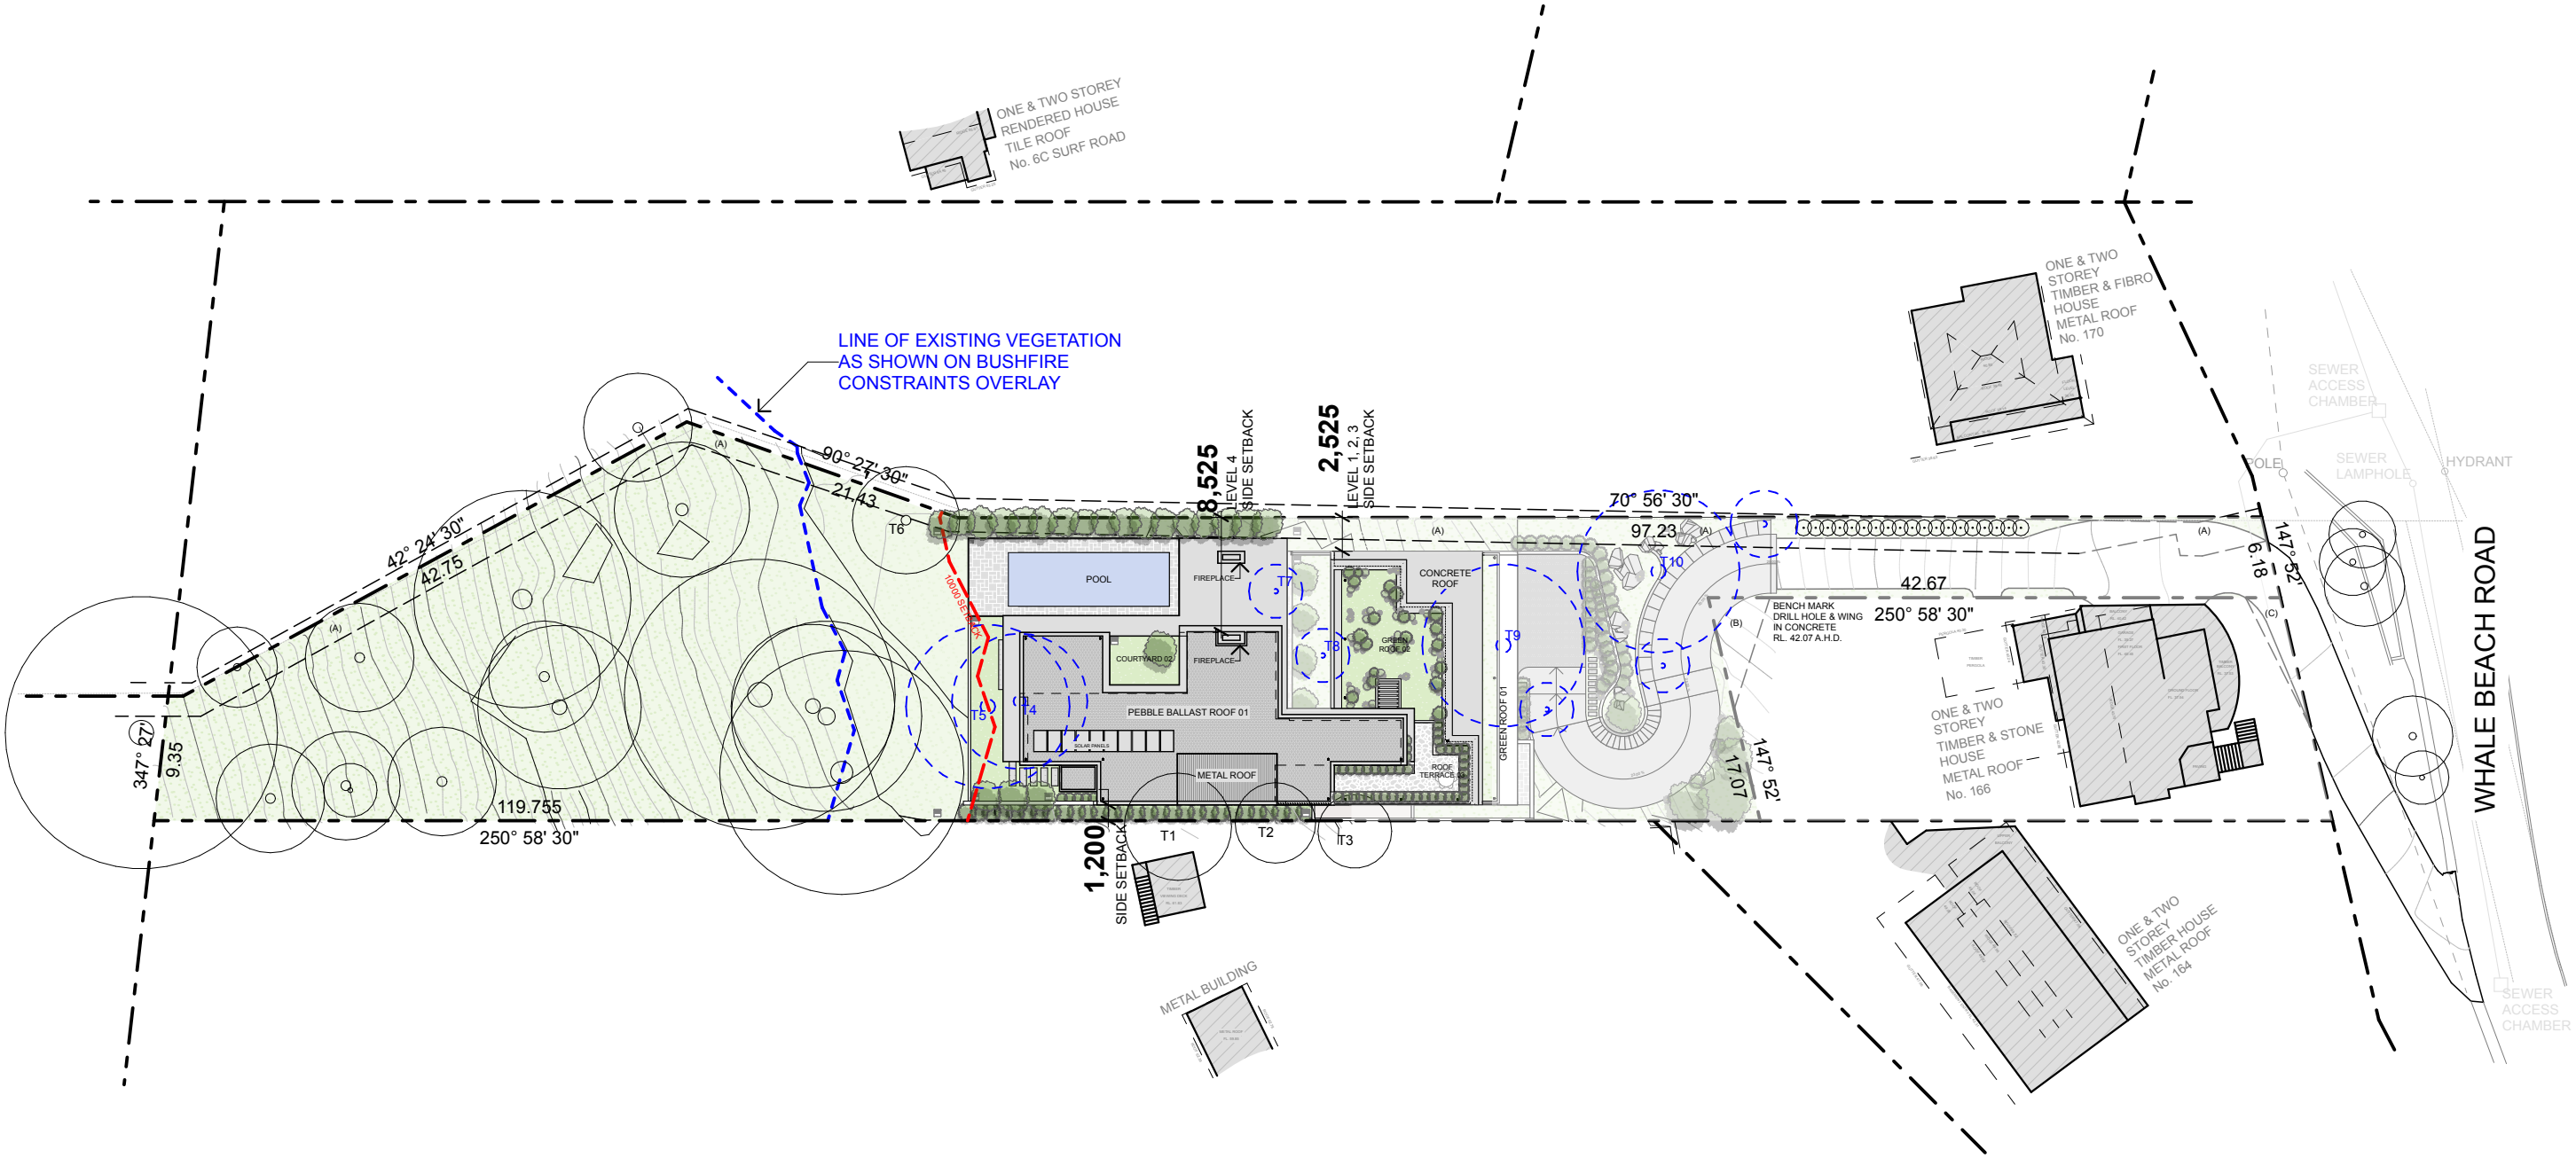 ONE & TWO STOREY
RENDERED HOUSE
TILE ROOF
No. 6C SURF ROAD
ONE & TWO
STOREY
TIMBER & FIBRO
HOUSE
METAL ROOF
No. 170
LINE OF EXISTING VEGETATION
AS SHOWN ON BUSHFIRE
CONSTRAINTS OVERLAY
SEWER
ACCESS
CHAMBER
POLE
SEWER
LAMPHOLE
HYDRANT
8,525
LEVEL 4
SIDE SETBACK
2,525
LEVEL 1, 2, 3
SIDE SETBACK
(A)
90° 27' 30"
21.43
T6
42° 24' 30"
42.75
(A)
70° 56' 30"
97.23
(A)
(A)
(A)
147° 52'
6.18
WHALE BEACH ROAD
10000 SETBACK
POOL
FIREPLACE
T7
CONCRETE
ROOF
T10
42.67
250° 58' 30"
BENCH MARK
DRILL HOLE & WING
IN CONCRETE
RL. 42.07 A.H.D.
(B)
(C)
COURTYARD 02
FIREPLACE
T8
GREEN
ROOF 02
T9
T5
T4
PEBBLE BALLAST ROOF 01
GREEN ROOF 01
SOLAR PANELS
METAL ROOF
ROOF
TERRACE 02
TIMBER
PERGOLA
ONE & TWO
STOREY
TIMBER & STONE
HOUSE
METAL ROOF
No. 166
147° 52'
17.07
347° 27'
9.35
119.755
250° 58' 30"
1,200
SIDE SETBACK
T1
T2
T3
METAL BUILDING
ONE & TWO
STOREY
TIMBER HOUSE
METAL ROOF
No. 164
SEWER
ACCESS
CHAMBER